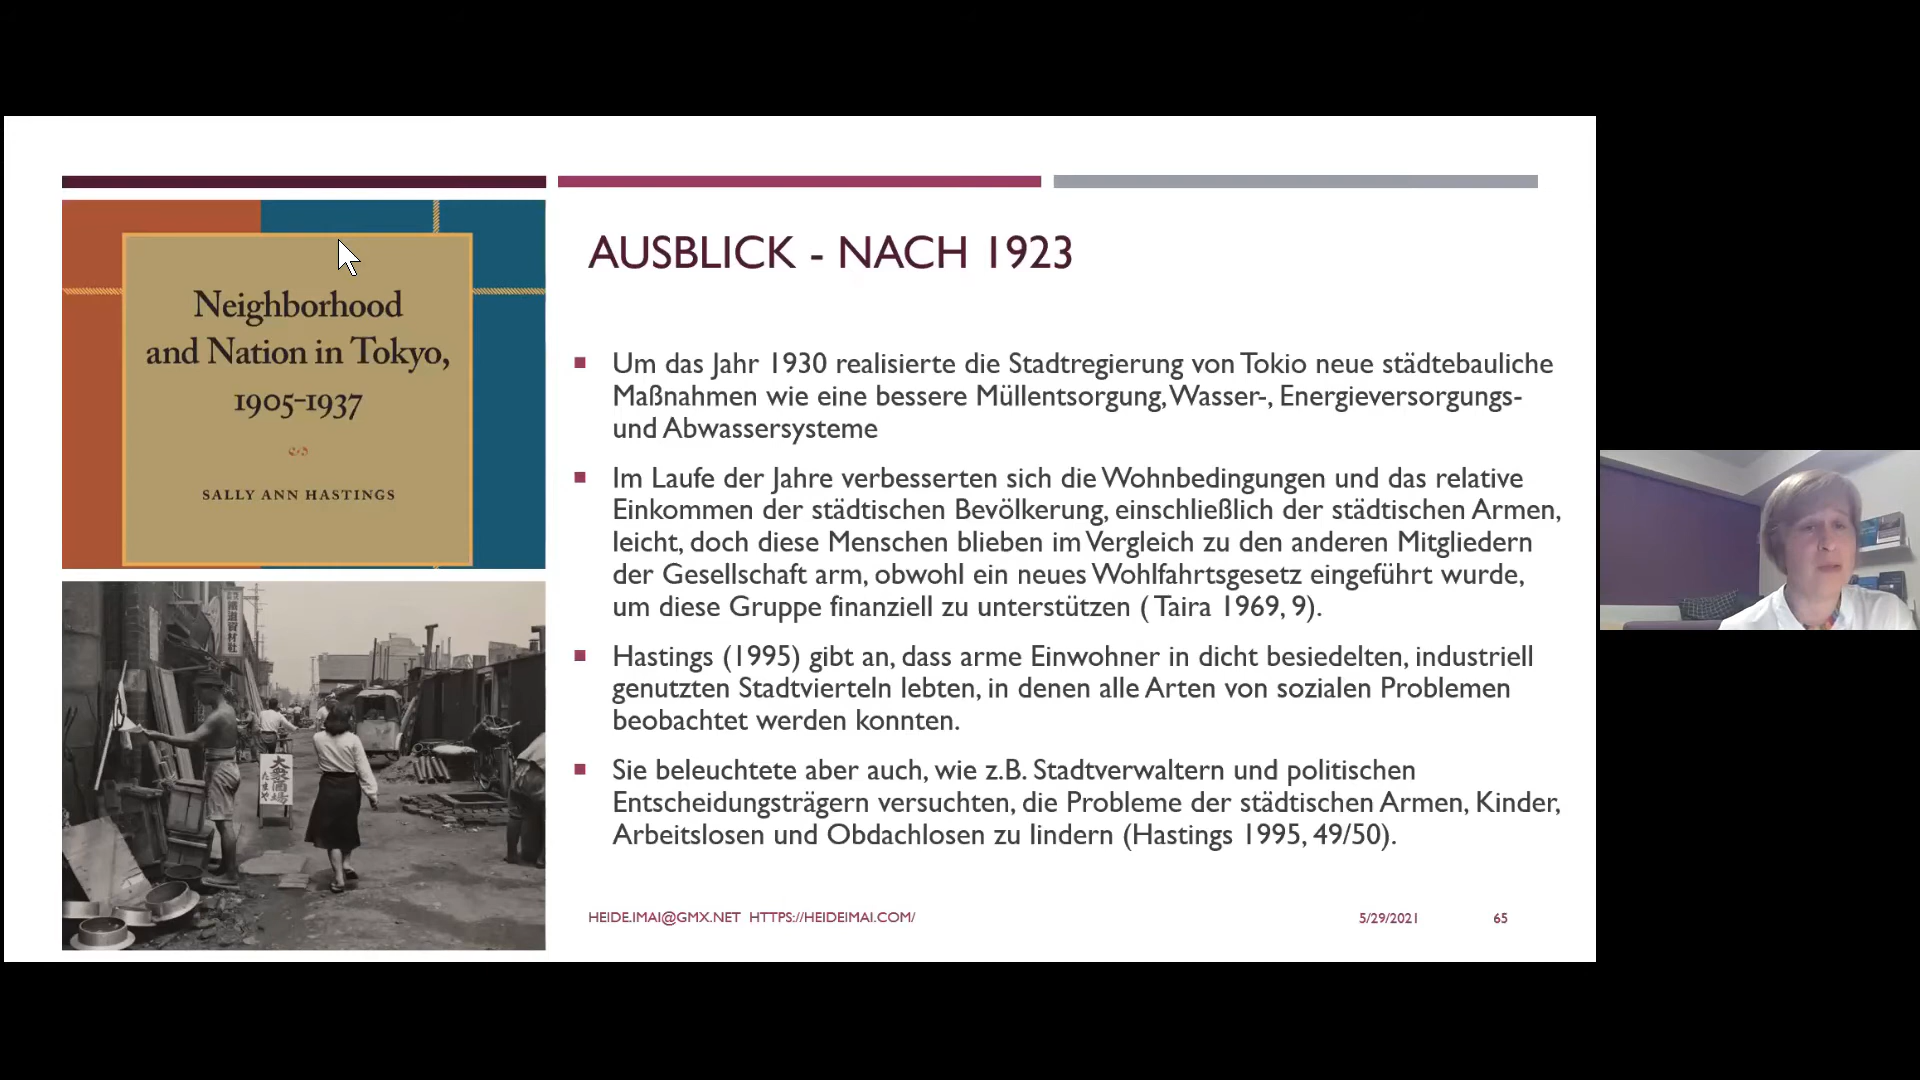 Neighborhood
and Nation in Tokyo,
1905-1937
SALLY ANN HASTINGS
大衆酒場
AUSBLICK - NACH 1923
Um das Jahr 1930 realisierte die Stadtregierung von Tokio neue städtebauliche
Maßnahmen wie eine bessere Müllentsorgung, Wasser-, Energieversorgungs-
und Abwassersysteme
Im Laufe der Jahre verbesserten sich die Wohnbedingungen und das relative
Einkommen der städtischen Bevölkerung, einschließlich der städtischen Armen,
leicht, doch diese Menschen blieben im Vergleich zu den anderen Mitgliedern
der Gesellschaft arm, obwohl ein neues Wohlfahrtsgesetz eingeführt wurde,
um diese Gruppe finanziell zu unterstützen ( Taira 1969, 9).
Hastings (1995) gibt an, dass arme Einwohner in dicht besiedelten, industriell
genutzten Stadtvierteln lebten, in denen alle Arten von sozialen Problemen
beobachtet werden konnten.
Sie beleuchtete aber auch, wie z.B. Stadtverwaltern und politischen
Entscheidungsträgern versuchten, die Probleme der städtischen Armen, Kinder,
Arbeitslosen und Obdachlosen zu lindern (Hastings 1995, 49/50).
HEIDE.IMAI@GMX.NET HTTPS://HEIDEIMAI.COM/
5/29/2021
65